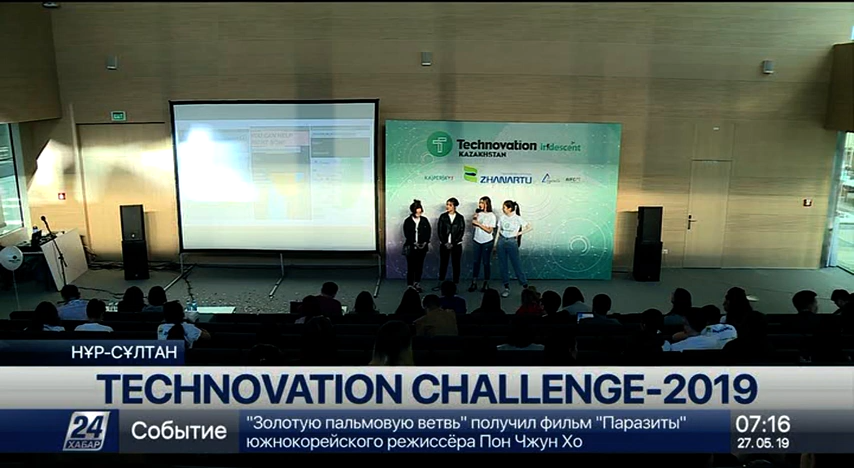 Technovation
KAZAKHSTAN
iridescent
ZHANARTU
НҰР-СҰЛТАН
TECHNOVATION CHALLENGE-2019
24
ХАБАР
Событие
"Золотую пальмовую ветвь" получил фильм "Паразиты"
южнокорейского режиссёра Пон Чжун Хо
07:16
27.05.19